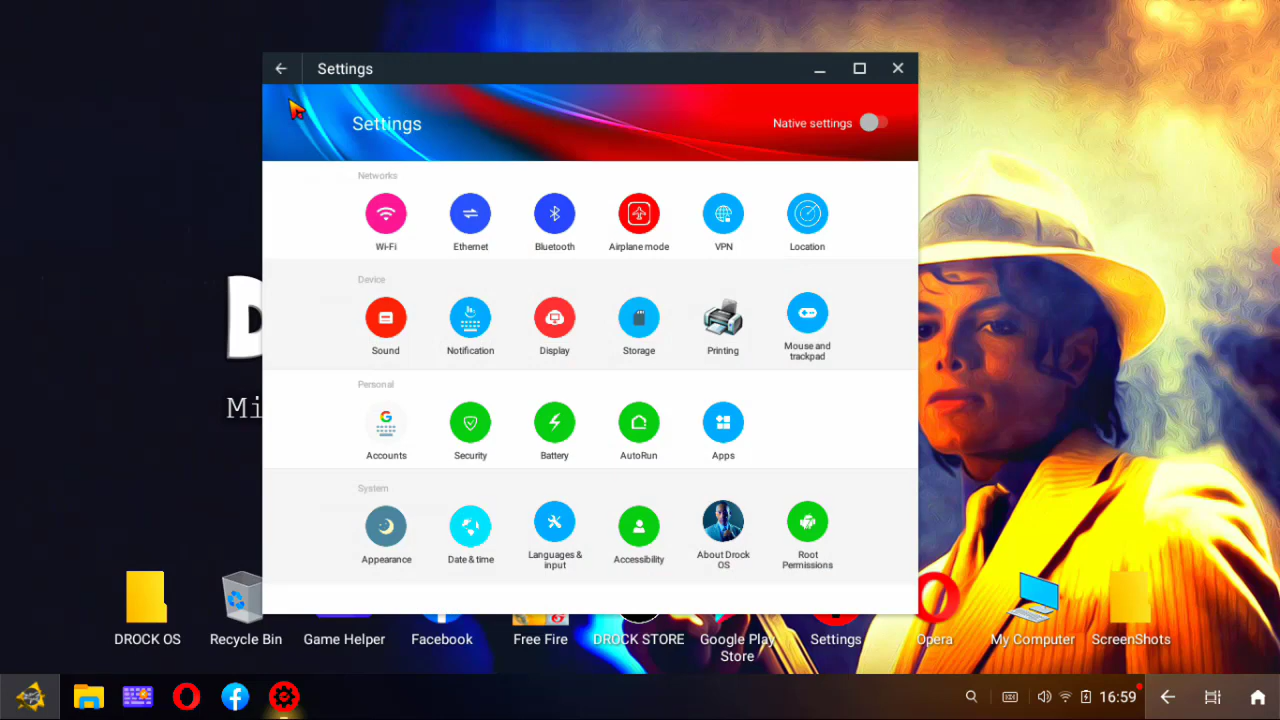 Settings
Settings
Native settings
Networks
Wi-Fi
Ethernet
Bluetooth
Airplane mode
VPN
Location
Device
Sound
Notification
Display
Storage
Printing
Mouse and
trackpad
Personal
Accounts
Security
Battery
AutoRun
Apps
System
Appearance
Date & time
Languages &
input
Accessibility
About Drock
OS
Root
Permissions
D
Mi
DROCK OS
Recycle Bin
Game Helper
Facebook
Free Fire
DROCK STORE
Google Play
Store
Settings
Opera
My Computer
ScreenShots
16:59